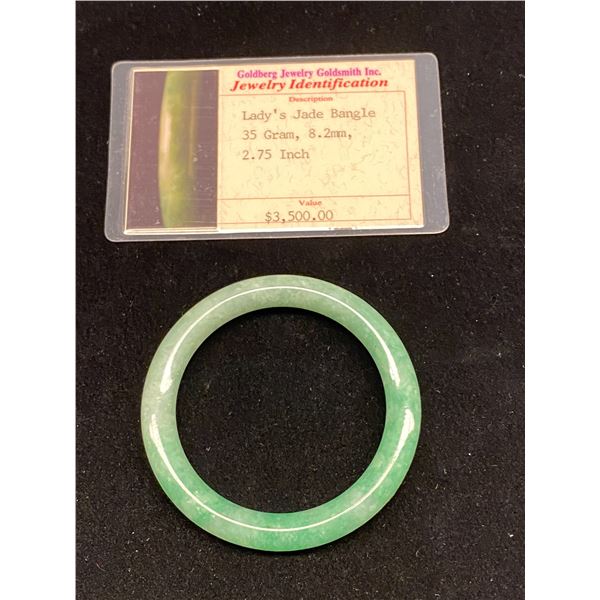 Goldberg Jewelry Goldsmith Inc.
Jewelry Identification
Description
Lady's Jade Bangle
35 Gram, 8.2mm,
2.75 Inch
Value
$3,500.00